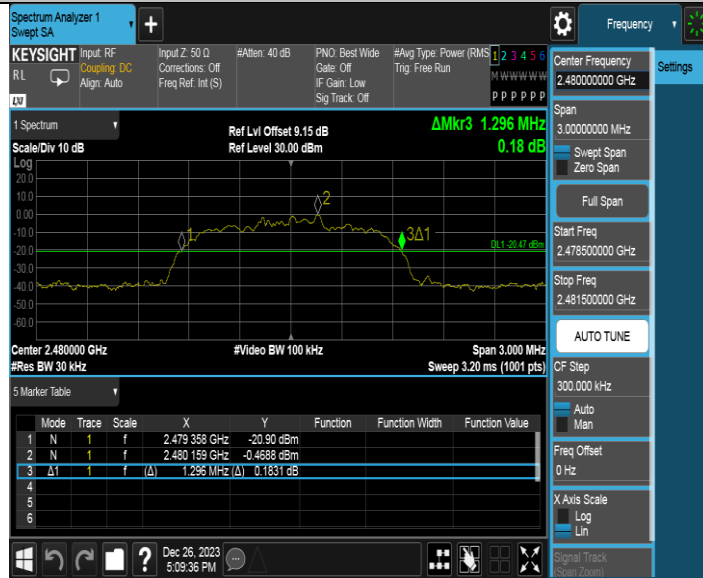 Spectrum Analyzer 1
Swept SA
Frequency
KEYSIGHT
RL
LXI
Input: RF
Coupling: DC
Align: Auto
Input Z: 50 Ω
Corrections: Off
Freq Ref: Int (S)
#Atten: 40 dB
PNO: Best Wide
Gate: Off
IF Gain: Low
Sig Track: Off
#Avg Type: Power (RMS
Trig: Free Run
1 2 3 4 5 6
M W W W W W
P P P P P P
Center Frequency
2.480000000 GHz
Settings
Span
3.00000000 MHz
Swept Span
Zero Span
Full Span
Start Freq
2.478500000 GHz
Stop Freq
2.481500000 GHz
AUTO TUNE
CF Step
300.000 kHz
Auto
Man
Freq Offset
0 Hz
X Axis Scale
Log
Lin
Signal Track
(Span Zoom)
1 Spectrum
Scale/Div 10 dB
Ref Lvl Offset 9.15 dB
Ref Level 30.00 dBm
ΔMkr3 1.296 MHz
0.18 dB
Log
20.0
10.0
0.00
-10.0
-20.0
-30.0
-40.0
-50.0
-60.0
1
2
3Δ1
DL1 -20.47 dBm
Center 2.480000 GHz
#Video BW 100 kHz
Span 3.000 MHz
#Res BW 30 kHz
Sweep 3.20 ms (1001 pts)
5 Marker Table
Mode Trace Scale X Y Function Function Width Function Value
1 N 1 f 2.479 358 GHz -20.90 dBm
2 N 1 f 2.480 159 GHz -0.4688 dBm
3 Δ1 1 f (Δ) 1.296 MHz (Δ) 0.1831 dB
4
5
6
?
Dec 26, 2023
5:09:36 PM